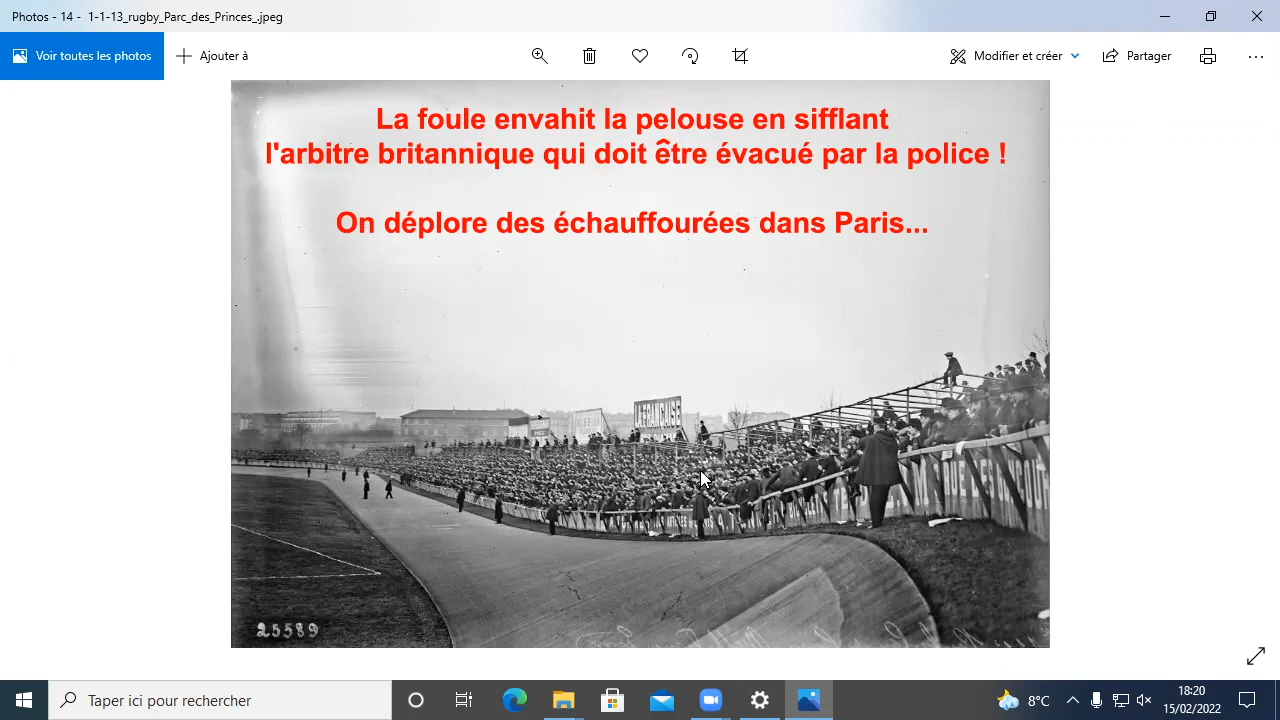 Photos - 14 - 1-1-13_rugby_Parc_des_Princes_.jpeg
Voir toutes les photos
Ajouter à
Modifier et créer
Partager
La foule envahit la pelouse en sifflant
l'arbitre britannique qui doit être évacué par la police !
On déplore des échauffourées dans Paris...
LA FRANÇAISE
25589
Taper ici pour rechercher
8°C
18:20
15/02/2022